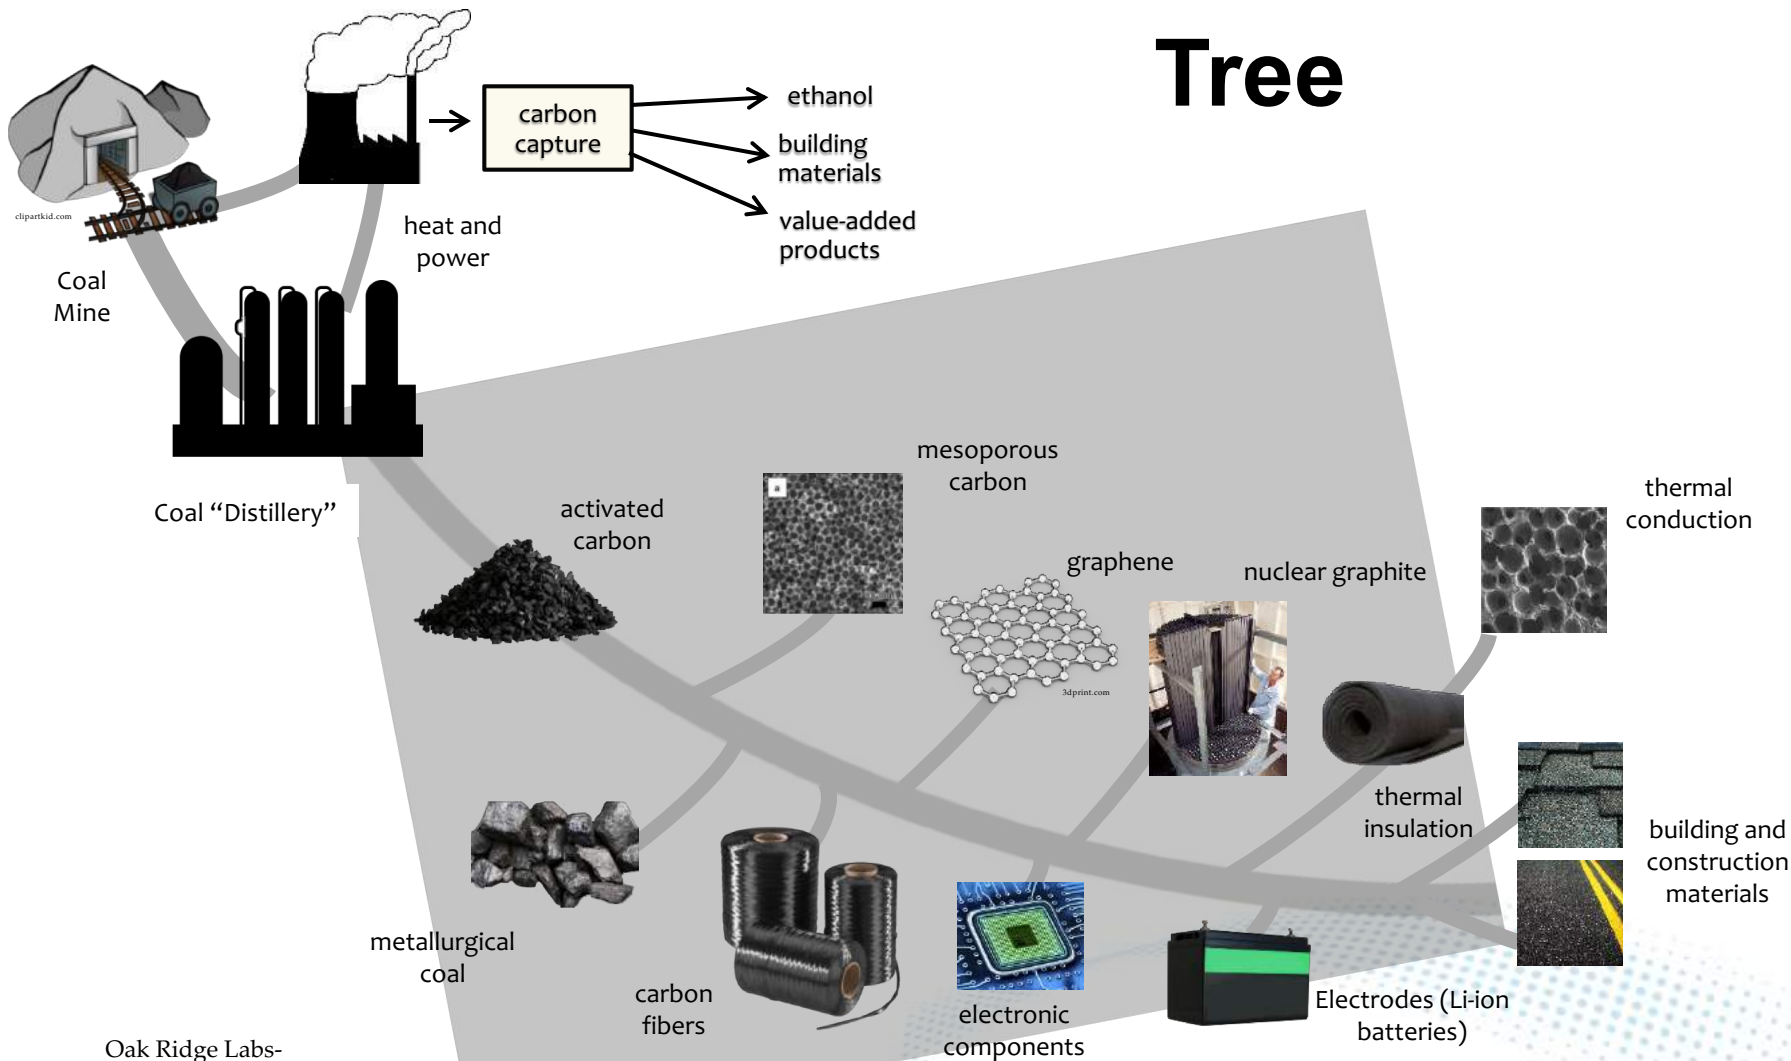 Tree
ethanol
carbon
capture
building
materials
value-added
products
clipartkid.com
heat and
power
Coal
Mine
Coal “Distillery”
mesoporous
carbon
a
activated
carbon
thermal
conduction
graphene
nuclear graphite
3dprint.com
thermal
insulation
building and
construction
materials
metallurgical
coal
carbon
fibers
electronic
components
Electrodes (Li-ion
batteries)
Oak Ridge Labs-